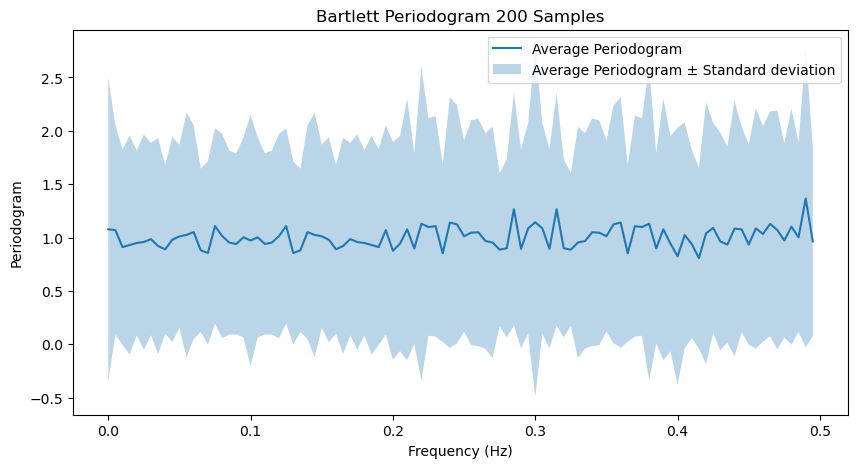 Bartlett Periodogram 200 Samples
Average Periodogram
Average Periodogram ± Standard deviation
Periodogram
2.5
2.0
1.5
1.0
0.5
0.0
−0.5
0.0 0.1 0.2 0.3 0.4 0.5
Frequency (Hz)